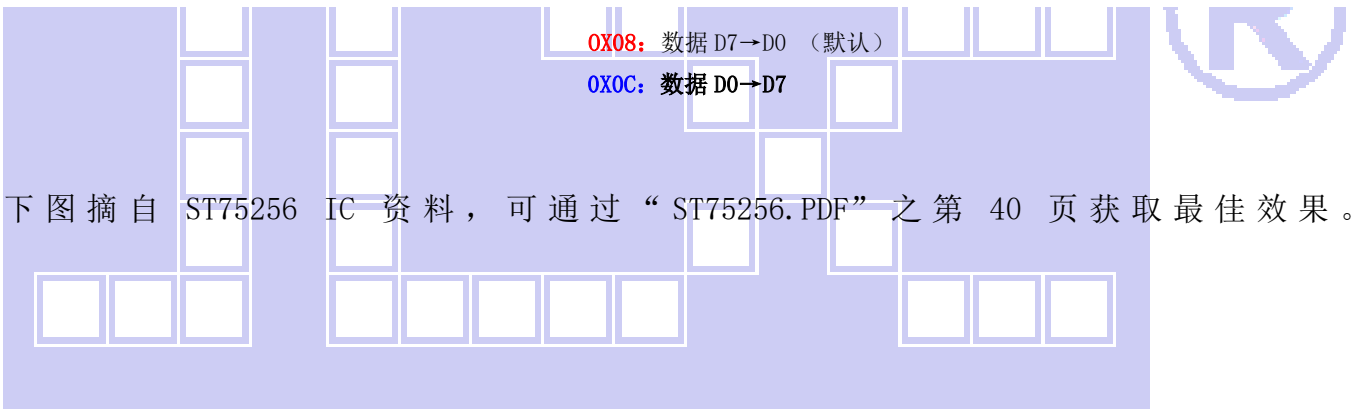 0X08：数据 D7→D0 （默认）
0X0C：数据 D0→D7
下图摘自 ST75256 IC 资料，可通过“ST75256.PDF”之第 40 页获取最佳效果。